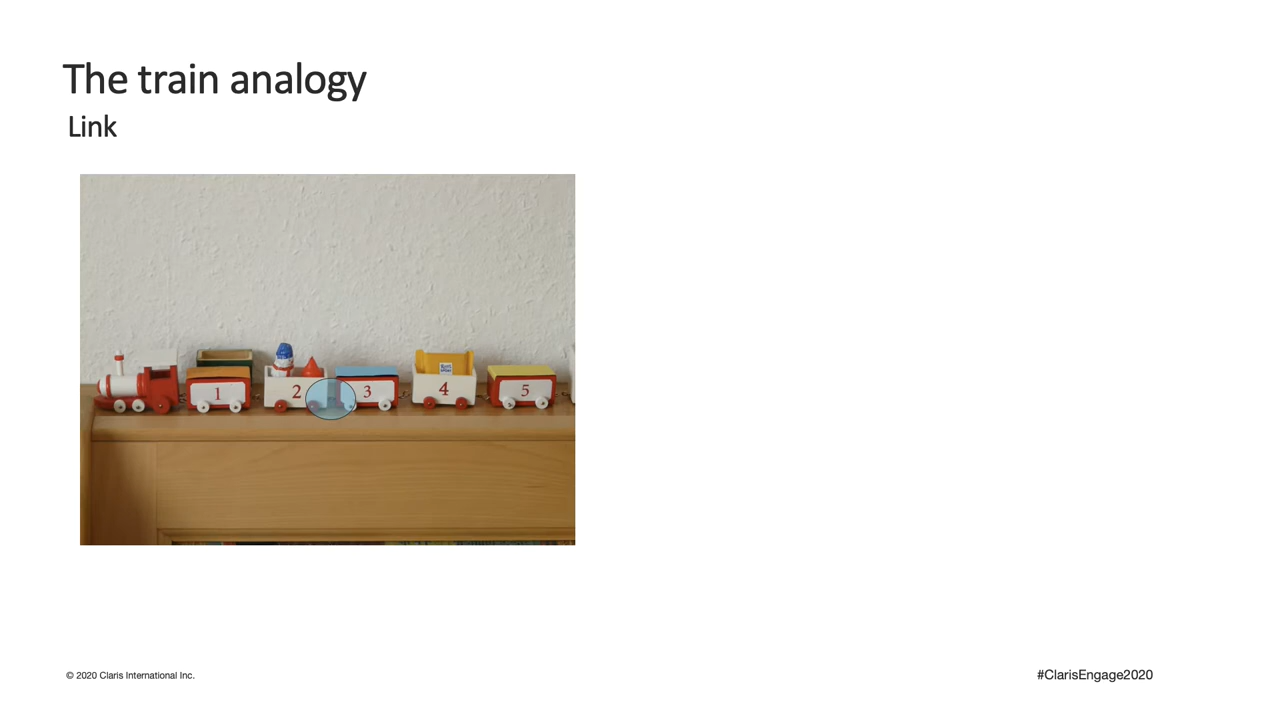 The train analogy
Link
1
2
3
4
5
© 2020 Claris International Inc.
#ClarisEngage2020